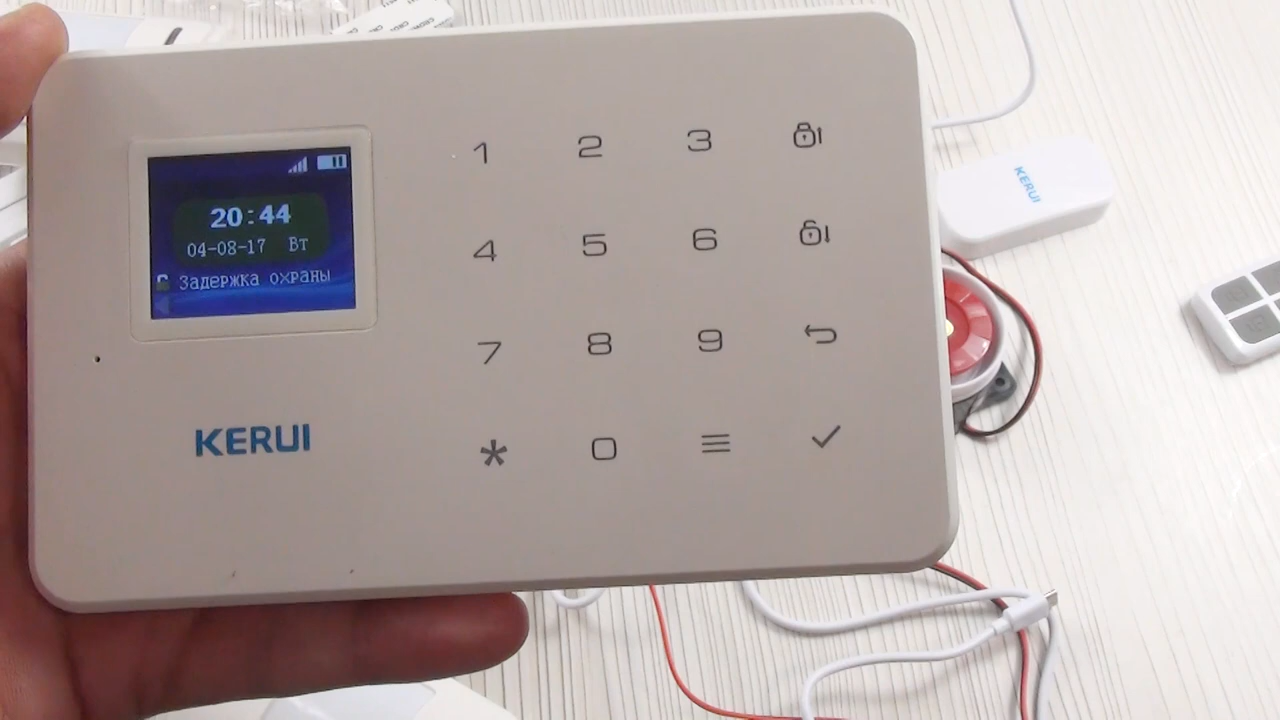 20:44
04-08-17 Вт
Задержка охраны
KERUI
1 2 3
4 5 6
7 8 9
* 0
KERUI